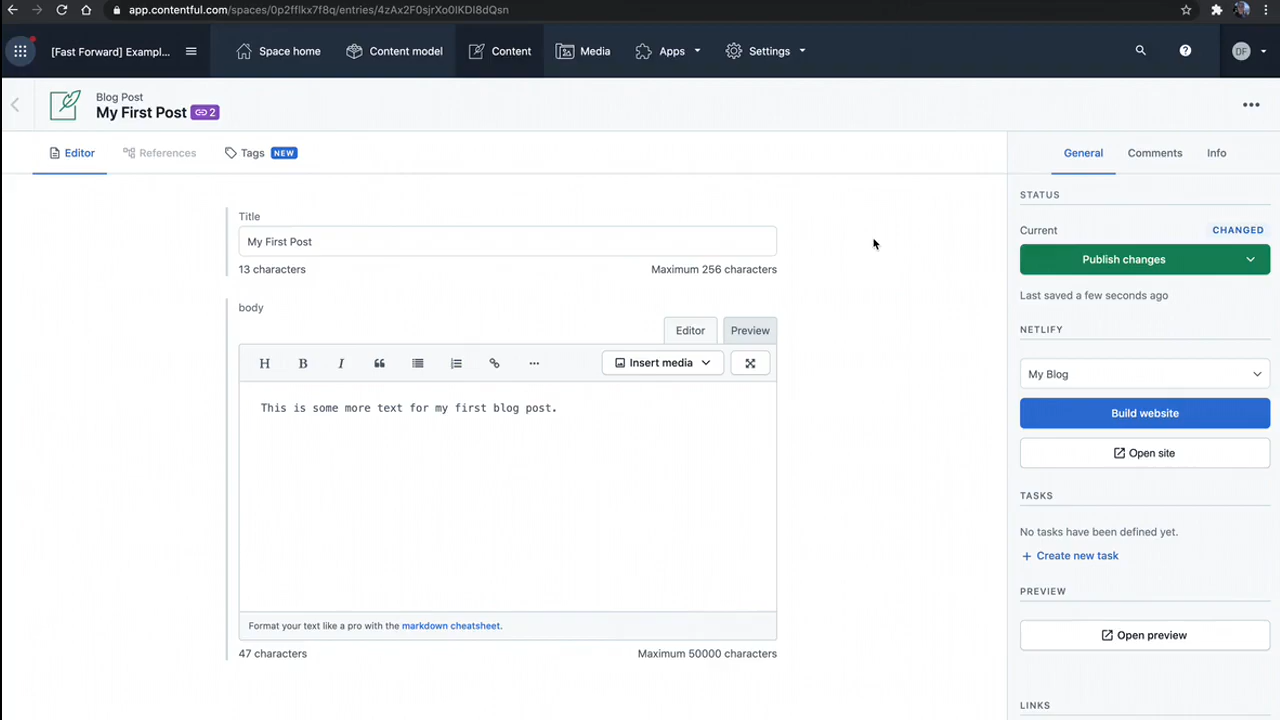 app.contentful.com/spaces/0p2fflkx7f8q/entries/4zAx2F0sjrXo0IKDI8dQsn
[Fast Forward] Exampl... Space home Content model Content Media Apps Settings DF
Blog Post
My First Post 2
Editor References Tags NEW
General Comments Info
Title
My First Post
13 characters Maximum 256 characters
body
Editor Preview
H B I Insert media
This is some more text for my first blog post.
Format your text like a pro with the markdown cheatsheet.
47 characters Maximum 50000 characters
STATUS
Current CHANGED
Publish changes
Last saved a few seconds ago
NETLIFY
My Blog
Build website
Open site
TASKS
No tasks have been defined yet.
+ Create new task
PREVIEW
Open preview
LINKS